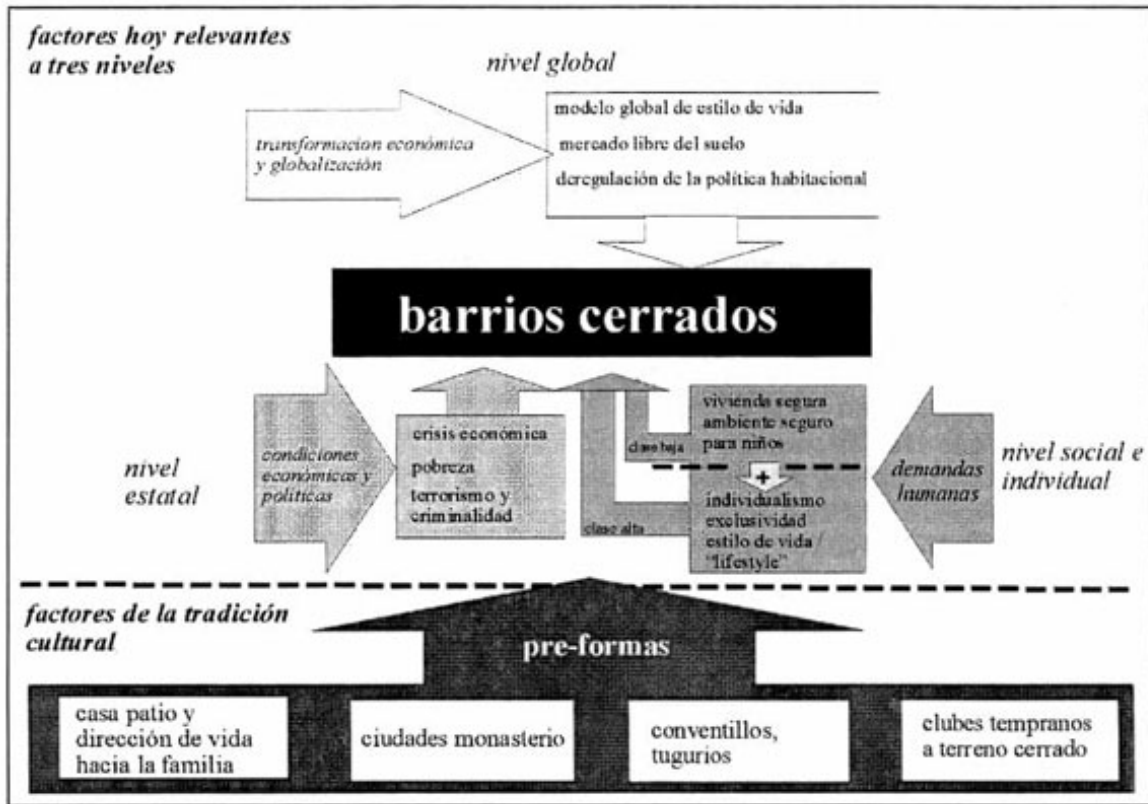 factores hoy relevantes
a tres niveles
nivel global
transformacion económica
y globalización
modelo global de estilo de vida
mercado libre del suelo
deregulación de la política habitacional
barrios cerrados
nivel
estatal
condiciones
económicas y
políticas
crisis económica
pobreza
terrorismo y
criminalidad
clase baja
clase alta
vivienda segura
ambiente seguro
para niños
+
individualismo
exclusividad
estilo de vida /
"lifestyle"
demandas
humanas
nivel social e
individual
factores de la tradición
cultural
pre-formas
casa patio y
dirección de vida
hacia la familia
ciudades monasterio
conventillos,
tugurios
clubes tempranos
a terreno cerrado